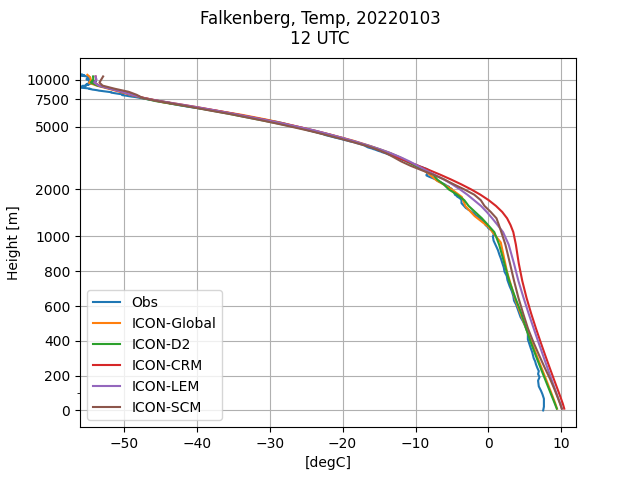 Falkenberg, Temp, 20220103
12 UTC
Height [m]
10000
7500
5000
2000
1000
800
600
400
200
0
Obs
ICON-Global
ICON-D2
ICON-CRM
ICON-LEM
ICON-SCM
−50 −40 −30 −20 −10 0 10
[degC]